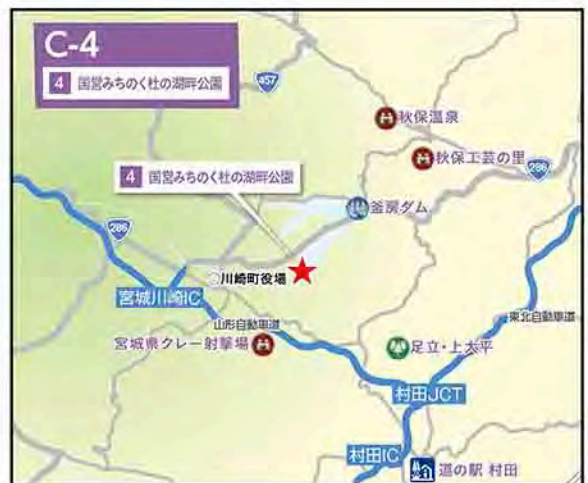 C-4
4 国営みちのく杜の湖畔公園
457
秋保温泉
秋保工芸の里
286
4 国営みちのく杜の湖畔公園
釜房ダム
286
川崎町役場
宮城川崎IC
山形自動車道
東北自動車道
宮城県クレー射撃場
足立・上大平
村田JCT
村田IC
道の駅 村田